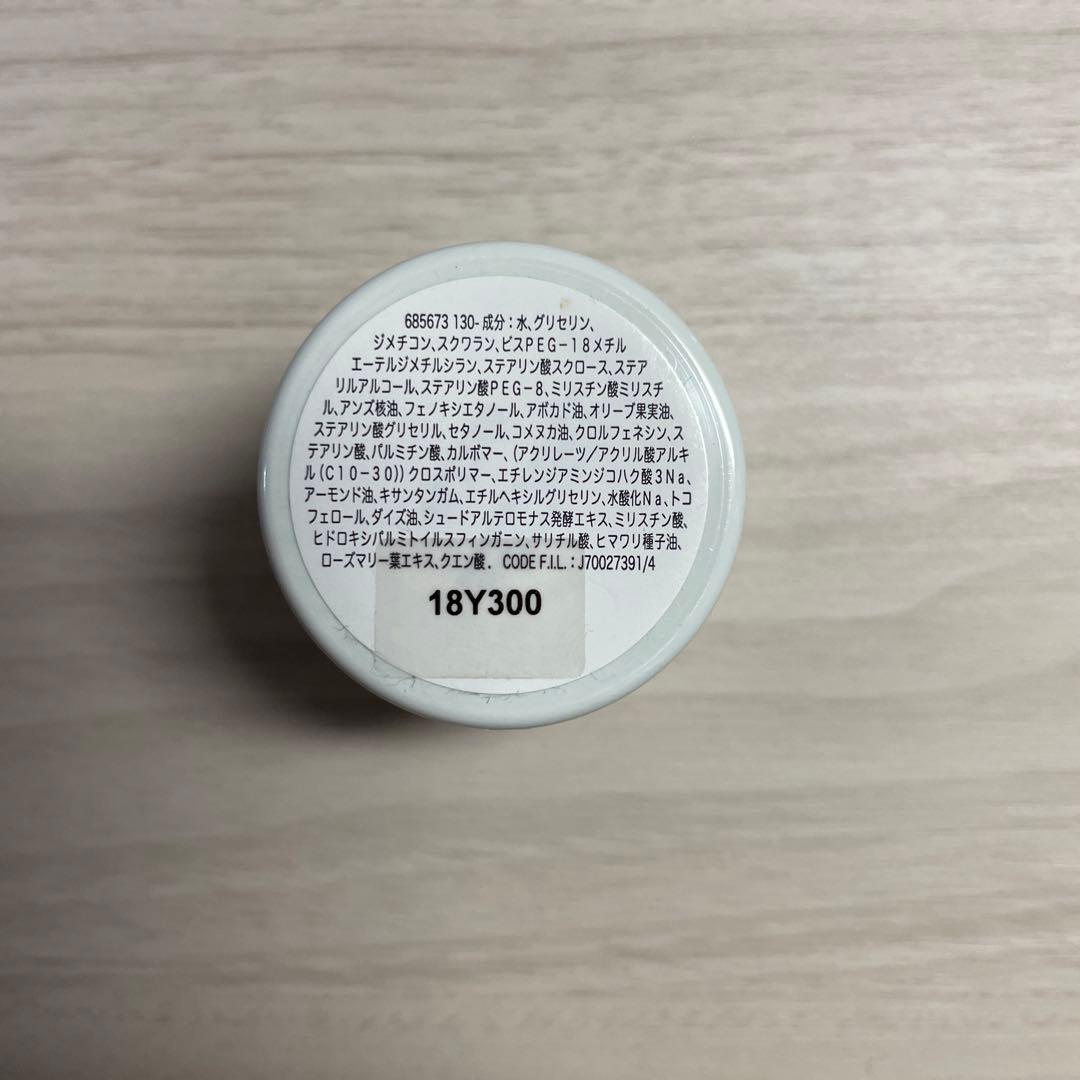 685673 130- 成分：水、グリセリン、
ジメチコン、スクワラン、ビスPEG－18メチル
エーテルジメチルシラン、ステアリン酸スクロース、ステア
リルアルコール、ステアリン酸PEG－8、ミリスチン酸ミリスチ
ル、アンズ核油、フェノキシエタノール、アボカド油、オリーブ果実油、
ステアリン酸グリセリル、セタノール、コメヌカ油、クロルフェネシン、ス
テアリン酸、パルミチン酸、カルボマー、（アクリレーツ／アクリル酸アルキ
ル（C10－30））クロスポリマー、エチレンジアミンジコハク酸3Na、
アーモンド油、キサンタンガム、エチルヘキシルグリセリン、水酸化Na、トコ
フェロール、ダイズ油、シュードアルテロモナス発酵エキス、ミリスチン酸、
ヒドロキシパルミトイルスフィンガニン、サリチル酸、ヒマワリ種子油、
ローズマリー葉エキス、クエン酸． CODE F.I.L.：J70027391/4
18Y300